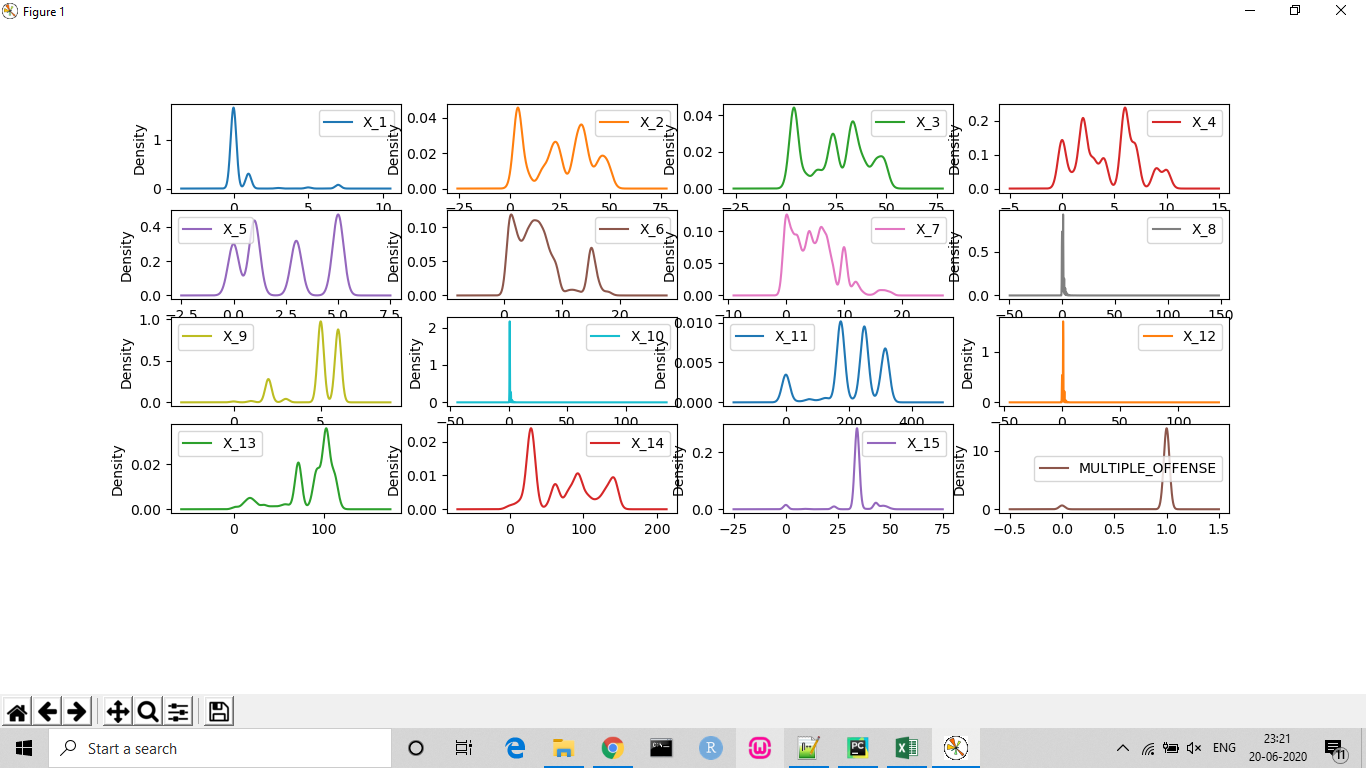 Figure 1
Density
1
0
X_1
0
5
10
Density
0.04
0.02
0.00
X_2
−25
0
25
50
75
Density
0.04
0.02
0.00
X_3
−25
0
25
50
75
Density
0.2
0.1
0.0
X_4
−5
0
5
10
15
Density
0.4
0.2
0.0
X_5
−2.5
0.0
2.5
5.0
7.5
Density
0.10
0.05
0.00
X_6
0
10
20
Density
0.10
0.05
0.00
X_7
−10
0
10
20
Density
0.5
0.0
X_8
−50
0
50
100
150
Density
1.0
0.5
0.0
X_9
0
5
Density
2
1
0
X_10
−50
0
50
100
Density
0.010
0.005
0.000
X_11
0
200
400
Density
1
0
X_12
−50
0
50
100
Density
0.02
0.00
X_13
0
100
Density
0.02
0.01
0.00
X_14
0
100
200
Density
0.2
0.0
X_15
−25
0
25
50
75
Density
10
0
MULTIPLE_OFFENSE
−0.5
0.0
0.5
1.0
1.5
Start a search
R
PC
ENG
23:21
20-06-2020
11